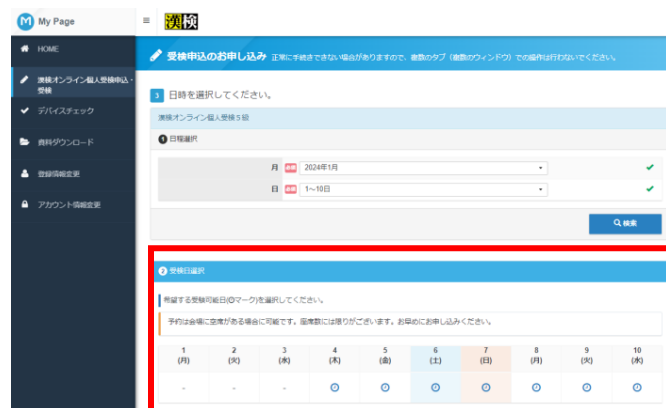 M My Page
≡
漢検
HOME
漢検オンライン個人受検申込・
受検
デバイスチェック
資料ダウンロード
登録情報変更
アカウント情報変更
受検申込のお申し込み 正常に手続きできない場合がありますので、複数のタブ（複数のウィンドウ）での操作は行わないでください。
3 日時を選択してください。
漢検オンライン個人受検5級
1 日程選択
月 必須 2024年1月
日 必須 1～10日
検索
2 受検日選択
希望する受験可能日(◎マーク)を選択してください。
予約は会場に空席がある場合に可能です。座席数には限りがございます。お早めにお申し込みください。
1 2 3 4 5 6 7 8 9 10
(月) (火) (水) (木) (金) (土) (日) (月) (火) (水)
- - -